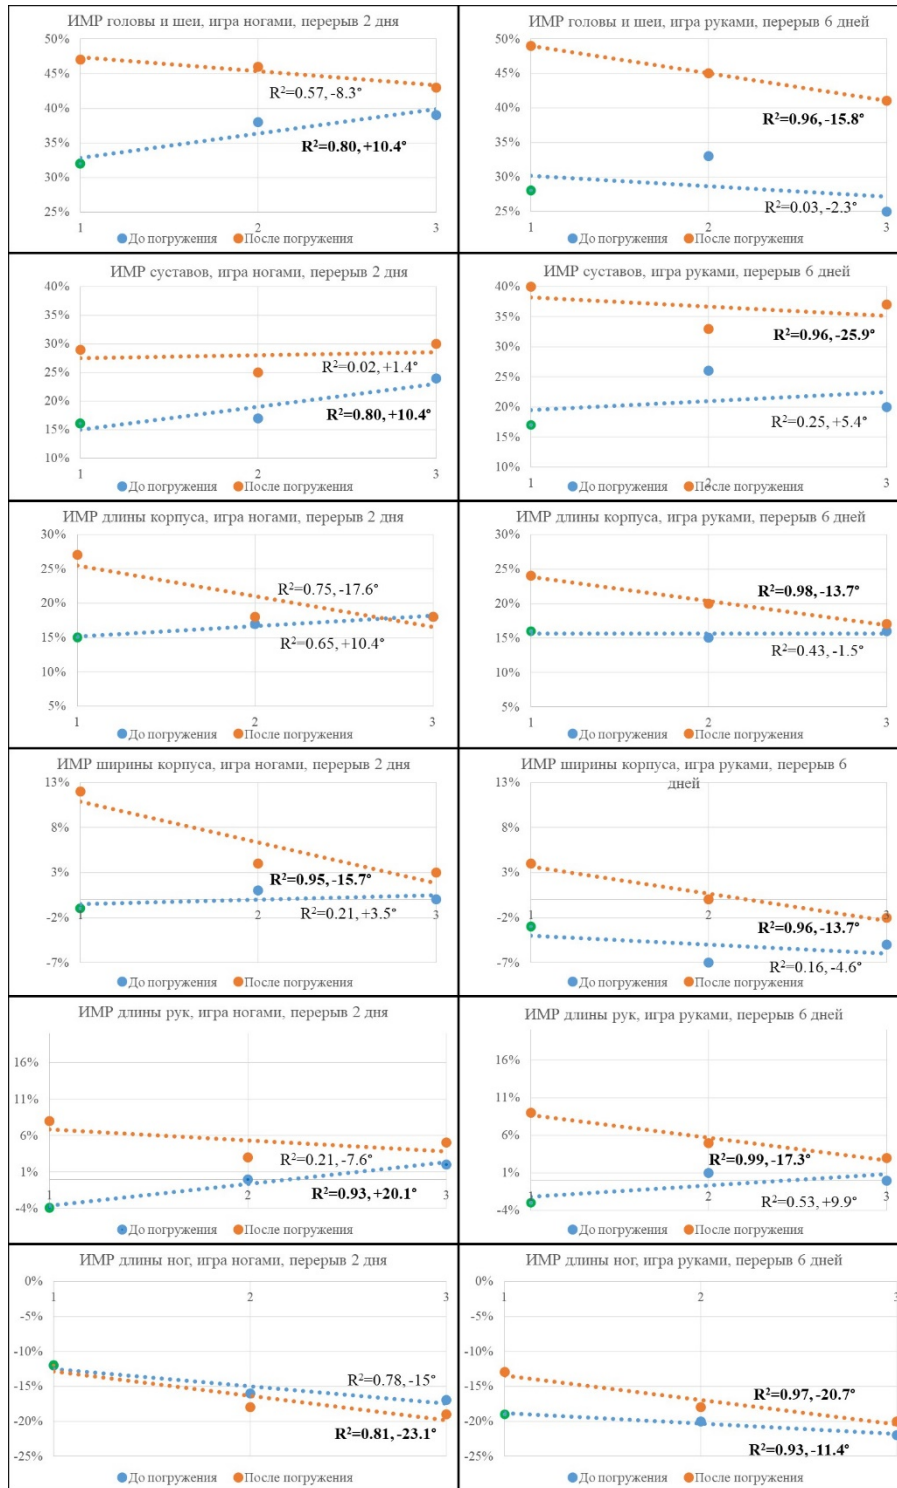 ИМР головы и шеи, игра ногами, перерыв 2 дня
50%
45%
40%
35%
30%
25%
R²=0.57, -8.3°
R²=0.80, +10.4°
1 2 3
До погружения После погружения
ИМР головы и шеи, игра руками, перерыв 6 дней
50%
45%
40%
35%
30%
25%
R²=0.96, -15.8°
R²=0.03, -2.3°
1 2 3
До погружения После погружения
ИМР суставов, игра ногами, перерыв 2 дня
40%
35%
30%
25%
20%
15%
10%
R²=0.02, +1.4°
R²=0.80, +10.4°
1 2 3
До погружения После погружения
ИМР суставов, игра руками, перерыв 6 дней
40%
35%
30%
25%
20%
15%
10%
R²=0.96, -25.9°
R²=0.25, +5.4°
1 2 3
До погружения После погружения
ИМР длины корпуса, игра ногами, перерыв 2 дня
30%
25%
20%
15%
10%
5%
R²=0.75, -17.6°
R²=0.65, +10.4°
1 2 3
До погружения После погружения
ИМР длины корпуса, игра руками, перерыв 6 дней
30%
25%
20%
15%
10%
5%
R²=0.98, -13.7°
R²=0.43, -1.5°
1 2 3
До погружения После погружения
ИМР ширины корпуса, игра ногами, перерыв 2 дня
13%
8%
3%
-2%
-7%
R²=0.95, -15.7°
R²=0.21, +3.5°
1 2 3
До погружения После погружения
ИМР ширины корпуса, игра руками, перерыв 6
дней
13%
8%
3%
-2%
-7%
R²=0.96, -13.7°
R²=0.16, -4.6°
1 2 3
До погружения После погружения
ИМР длины рук, игра ногами, перерыв 2 дня
16%
11%
6%
1%
-4%
R²=0.21, -7.6°
R²=0.93, +20.1°
1 2 3
До погружения После погружения
ИМР длины рук, игра руками, перерыв 6 дней
16%
11%
6%
1%
-4%
R²=0.99, -17.3°
R²=0.53, +9.9°
1 2 3
До погружения После погружения
ИМР длины ног, игра ногами, перерыв 2 дня
0%
-5%
-10%
-15%
-20%
-25%
1 2 3
R²=0.78, -15°
R²=0.81, -23.1°
До погружения После погружения
ИМР длины ног, игра руками, перерыв 6 дней
0%
-5%
-10%
-15%
-20%
-25%
1 2 3
R²=0.97, -20.7°
R²=0.93, -11.4°
До погружения После погружения